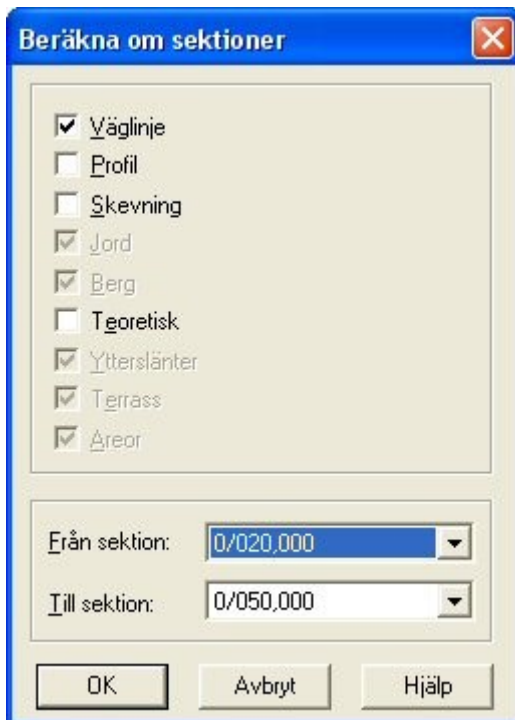 Beräkna om sektioner
Väglinje
Profil
Skevning
Jord
Berg
Teoretisk
Ytterslänter
Terrass
Areor
Från sektion: 0/020,000
Till sektion: 0/050,000
OK Avbryt Hjälp